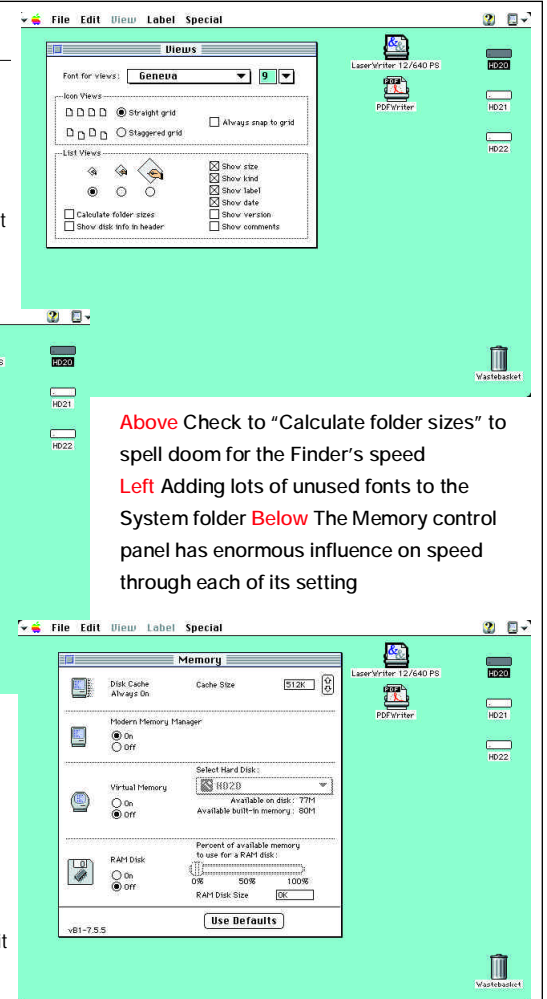 File Edit View Label Special
Views
Font for views: Geneva 9
Icon Views
Straight grid
Always snap to grid
Staggered grid
List Views
Show size
Show kind
Show label
Show date
Calculate folder sizes Show version
Show disk info in header Show comments
LaserWriter 12/640 PS
PDFWriter
HD20
HD21
HD22
Wastebasket
t
s
HD20
HD21
HD22
Above Check to “Calculate folder sizes” to
spell doom for the Finder’s speed
Left Adding lots of unused fonts to the
System folder Below The Memory control
panel has enormous influence on speed
through each of its setting
File Edit View Label Special
Memory
Disk Cache Cache Size 512K
Always On
Modern Memory Manager
On
Off
Select Hard Disk:
HD20
Virtual Memory
Available on disk: 77M
On
Off Available built-in memory: 80M
Percent of available memory
to use for a RAM disk:
RAM Disk
On
Off
0% 50% 100%
RAM Disk Size 0K
Use Defaults
v81-7.5.5
LaserWriter 12/640 PS
PDFWriter
HD20
HD21
HD22
Wastebasket
it